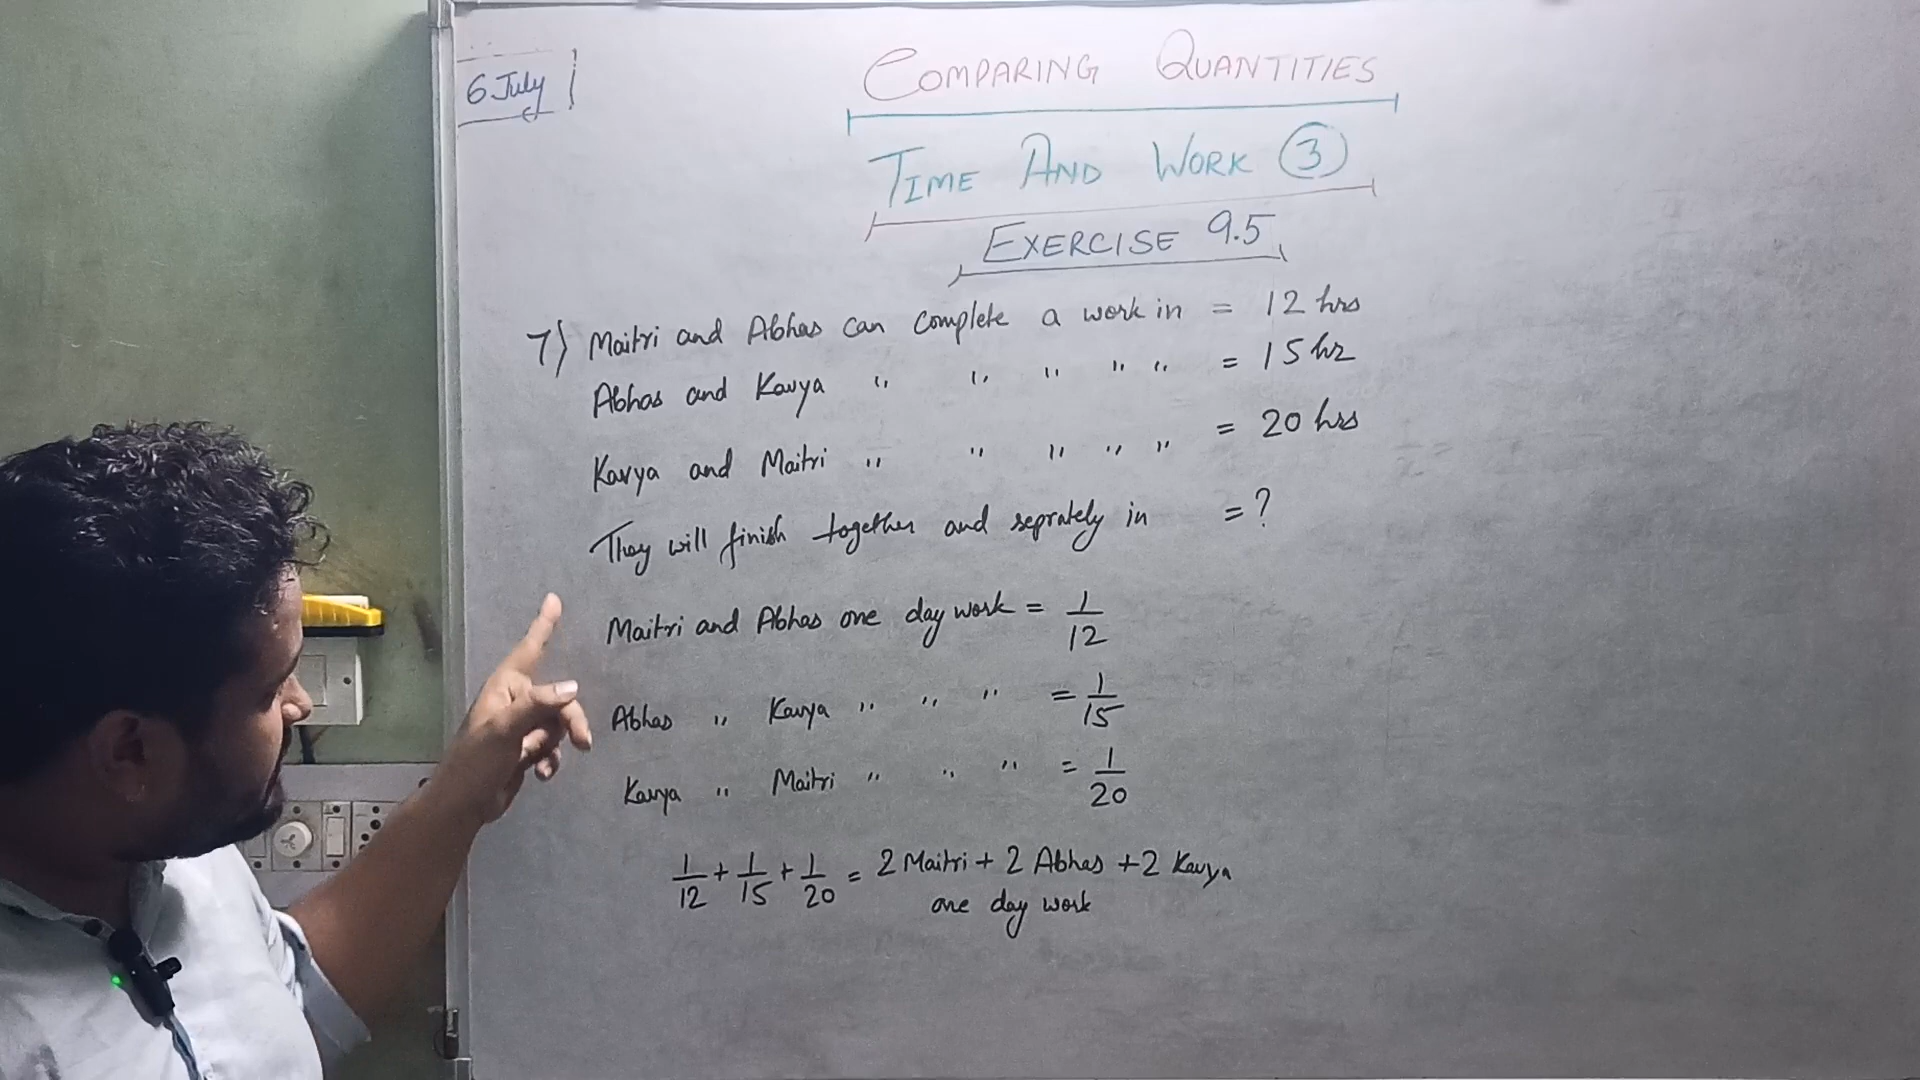 6 July
COMPARING QUANTITIES
TIME AND WORK 3
EXERCISE 9.5
7) Maitri and Abhas can complete a work in = 12 hrs
Abhas and Kavya " " " " " = 15 hr
Kavya and Maitri " " " " " = 20 hrs
They will finish together and seprately in = ?
Maitri and Abhas one day work = 1/12
Abhas " Kavya " " " = 1/15
Kavya " Maitri " " " = 1/20
1/12 + 1/15 + 1/20 = 2 Maitri + 2 Abhas + 2 Kavya
one day work